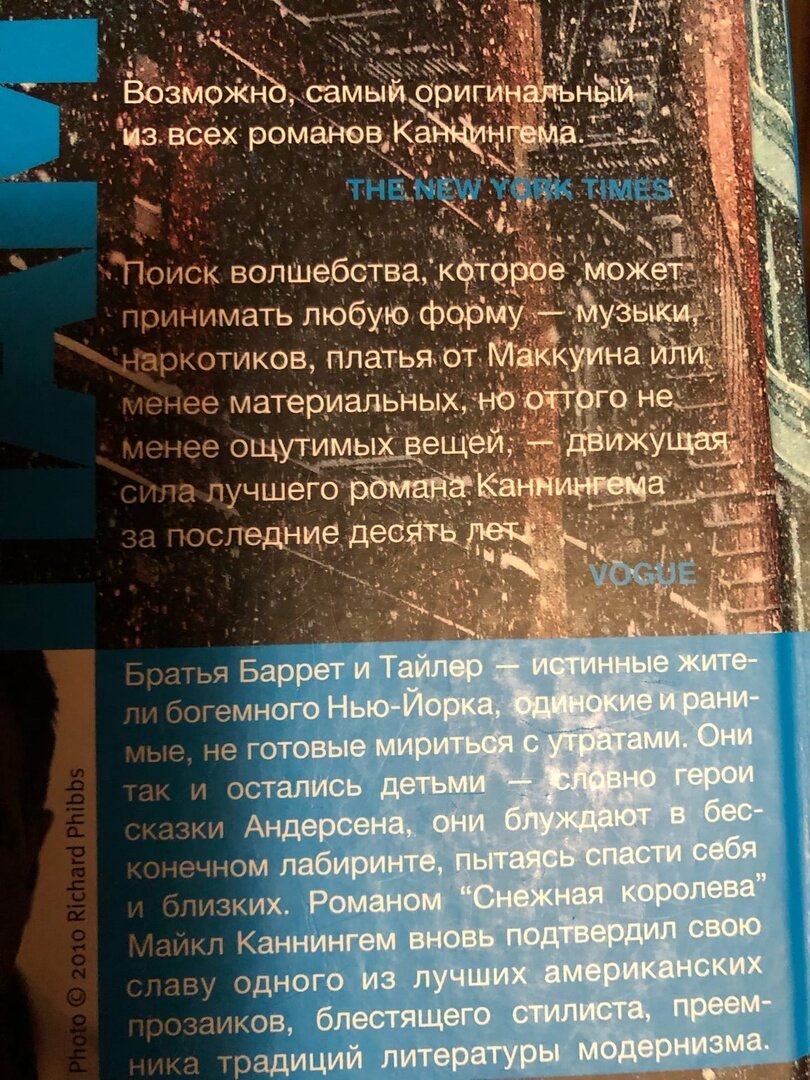 Возможно, самый оригинальный
из всех романов Каннингема.
THE NEW YORK TIMES
Поиск волшебства, которое может
принимать любую форму — музыки,
наркотиков, платья от Маккуина или
менее материальных, но оттого не
менее ощутимых вещей, — движущая
сила лучшего романа Каннингема
за последние десять лет.
VOGUE
Братья Баррет и Тайлер — истинные жите-
ли богемного Нью-Йорка, одинокие и рани-
мые, не готовые мириться с утратами. Они
так и остались детьми — словно герои
сказки Андерсена, они блуждают в бес-
конечном лабиринте, пытаясь спасти себя
и близких. Романом “Снежная королева”
Майкл Каннингем вновь подтвердил свою
славу одного из лучших американских
прозаиков, блестящего стилиста, преем-
ника традиций литературы модернизма.
Photo © 2010 Richard Phibbs